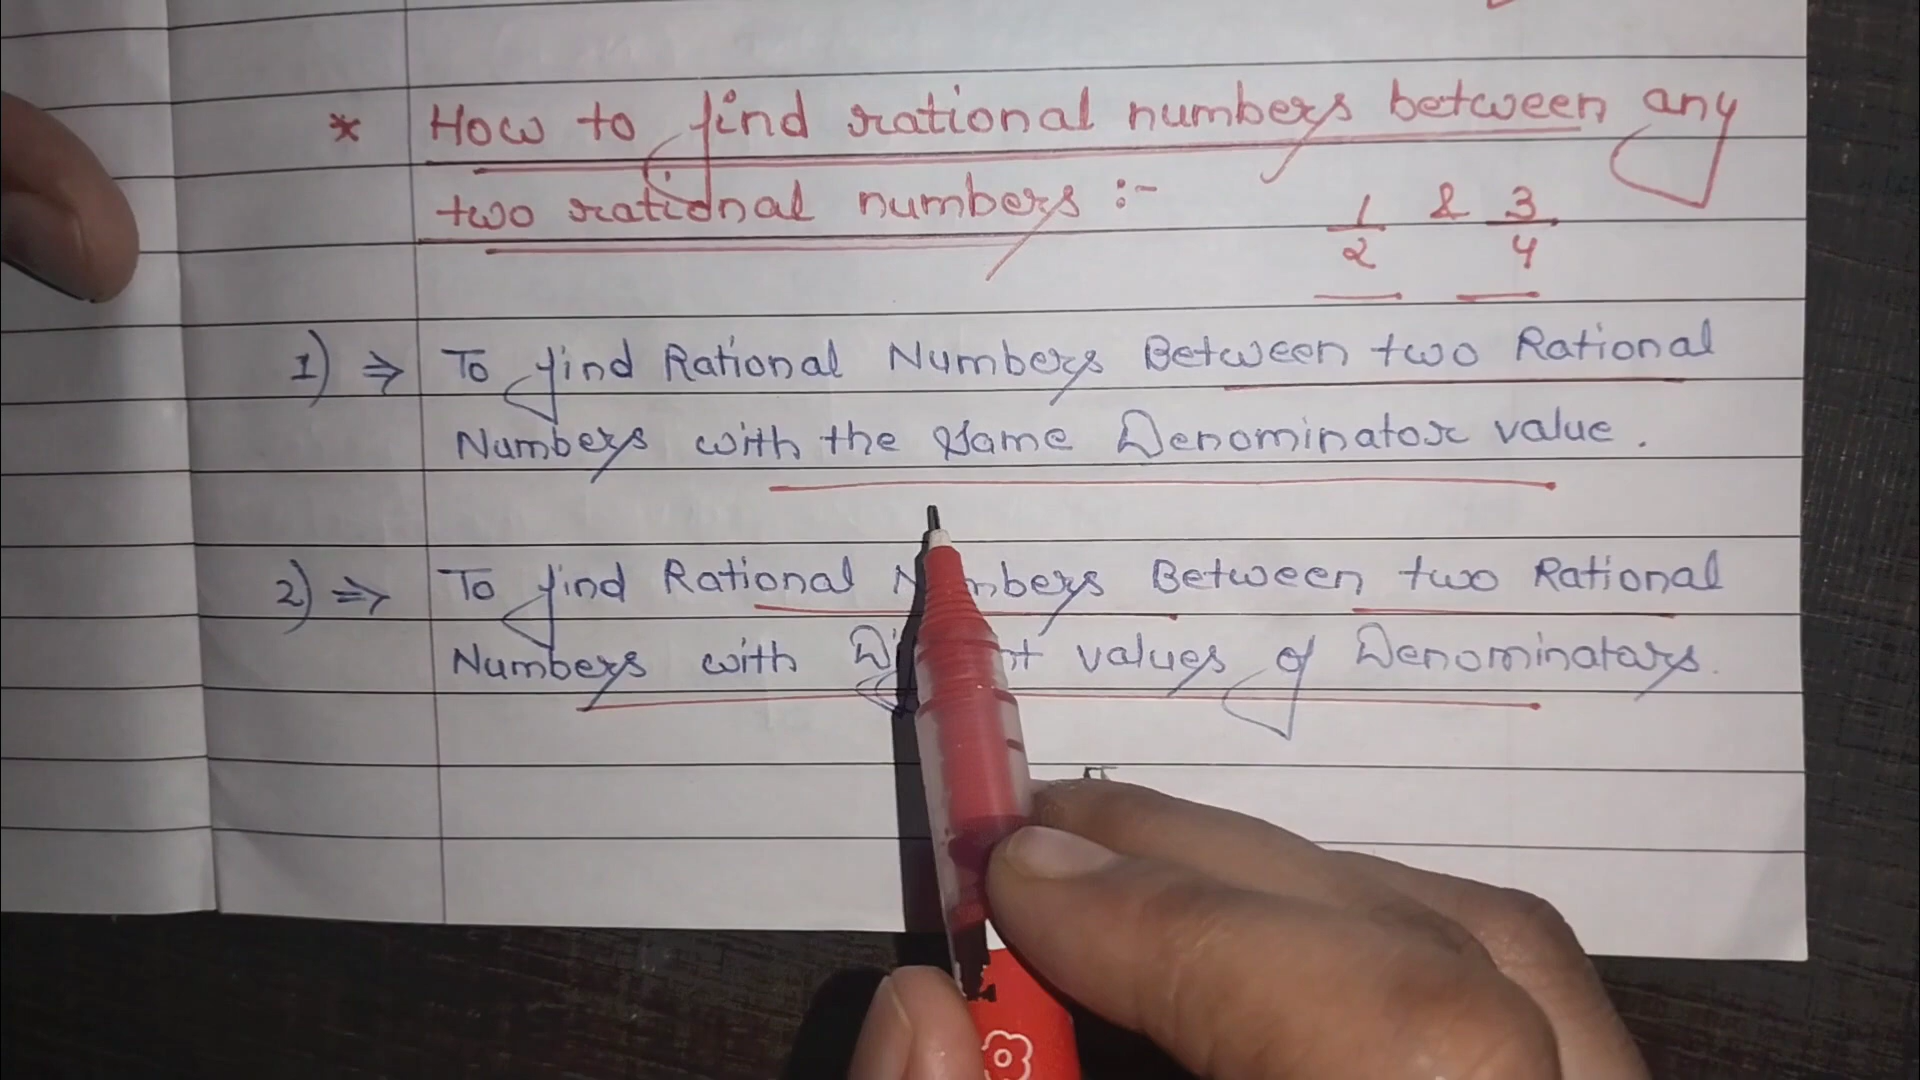 * How to find rational numbers between any
two rational numbers :-
1/2 & 3/4
1) ⇒ To find Rational Numbers Between two Rational
Numbers with the Same Denominator value.
2) ⇒ To find Rational Numbers Between two Rational
Numbers with values of Denominators.